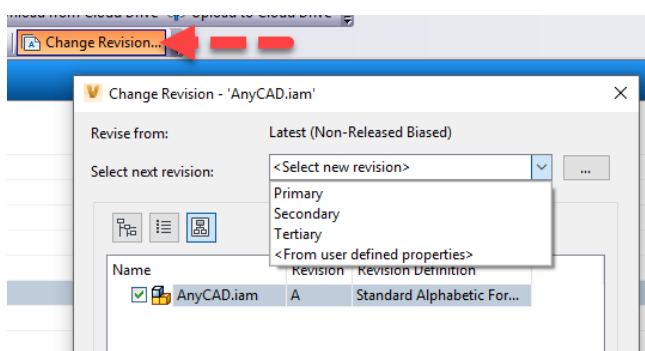 Change Revision...
Change Revision - 'AnyCAD.iam'
Revise from: Latest (Non-Released Biased)
Select next revision: <Select new revision> ...
Primary
Secondary
Tertiary
<From user defined properties>
Name Revision Revision Definition
AnyCAD.iam A Standard Alphabetic For...